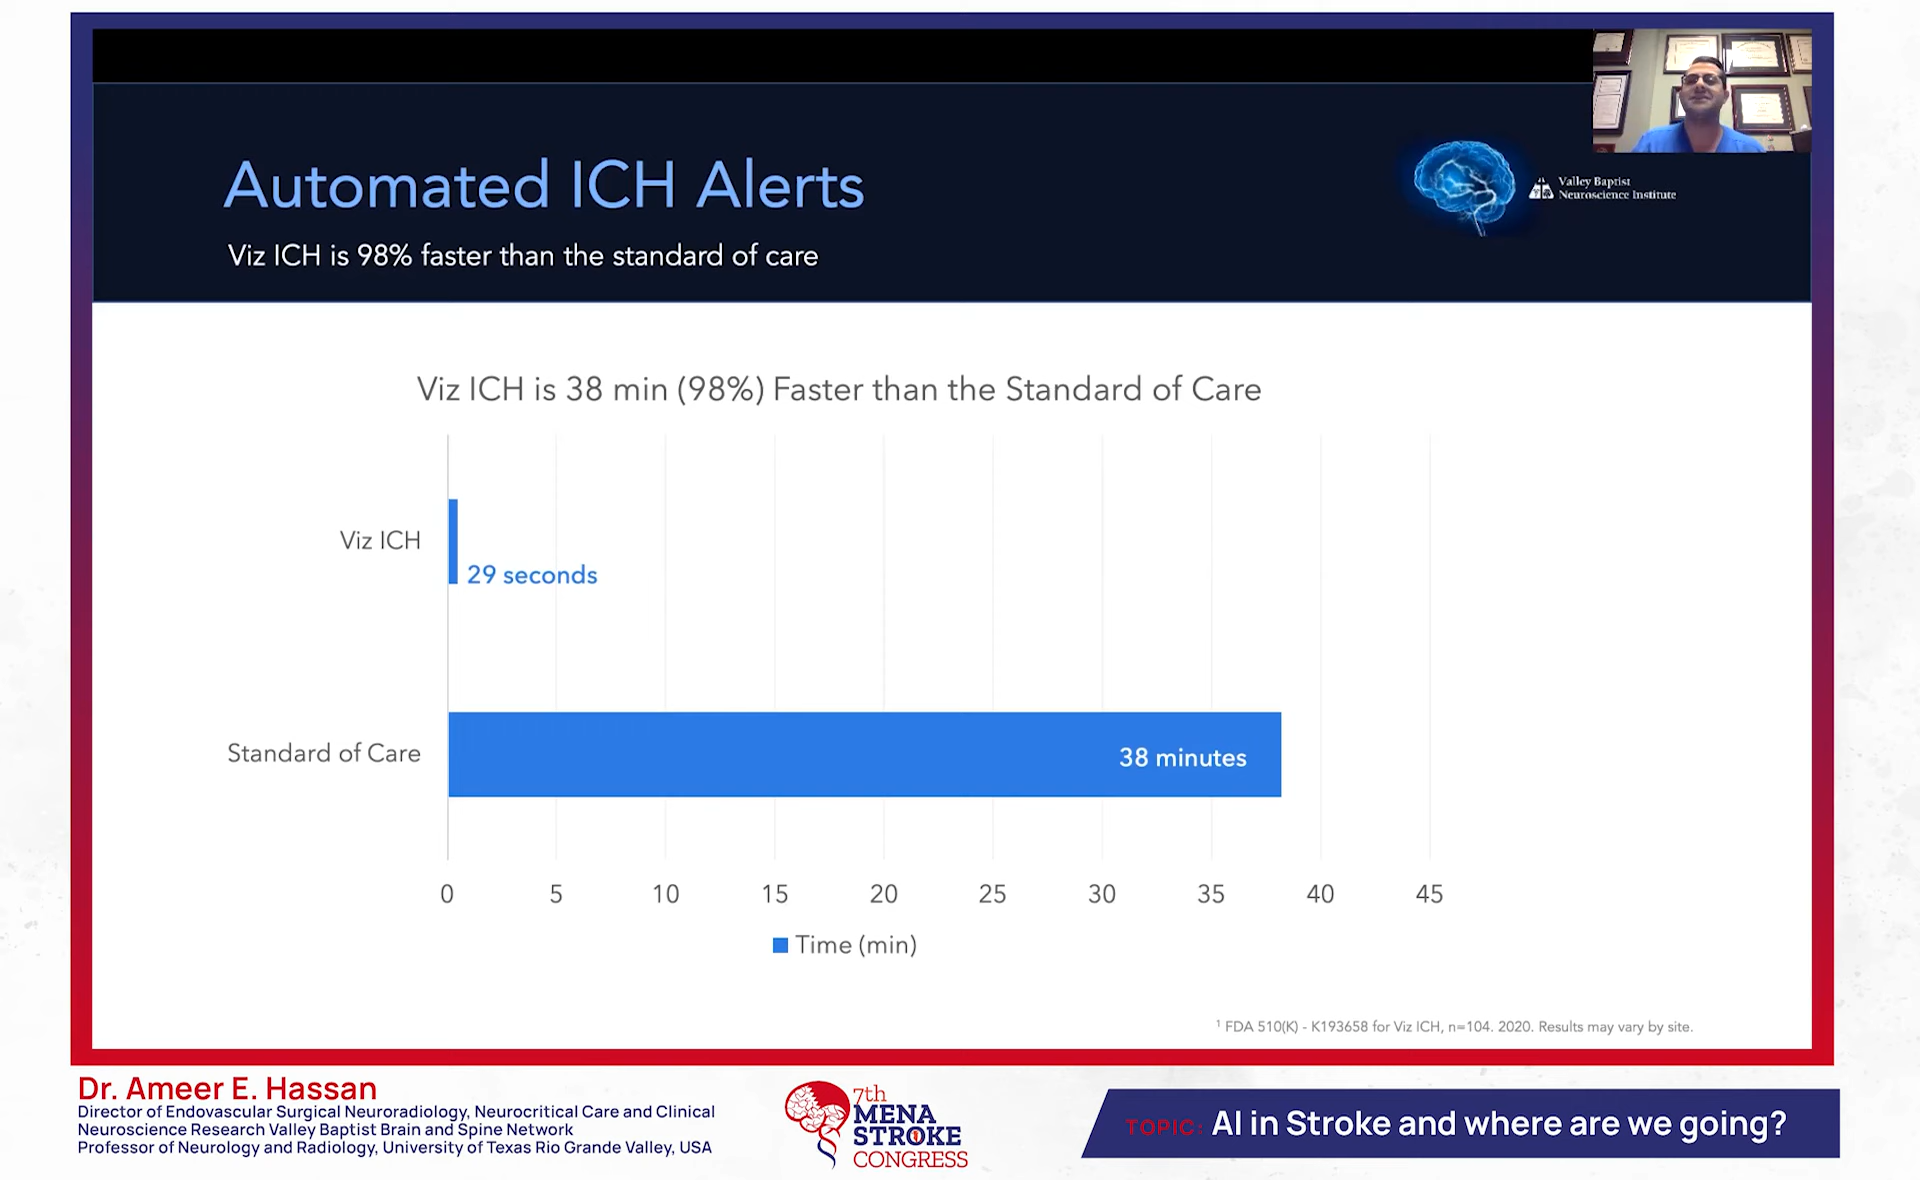 Automated ICH Alerts
Viz ICH is 98% faster than the standard of care
Valley Baptist
Neuroscience Institute
Viz ICH is 38 min (98%) Faster than the Standard of Care
Viz ICH
29 seconds
Standard of Care
38 minutes
0 5 10 15 20 25 30 35 40 45
Time (min)
¹ FDA 510(K) - K193658 for Viz ICH, n=104. 2020. Results may vary by site.
Dr. Ameer E. Hassan
Director of Endovascular Surgical Neuroradiology, Neurocritical Care and Clinical
Neuroscience Research Valley Baptist Brain and Spine Network
Professor of Neurology and Radiology, University of Texas Rio Grande Valley, USA
7th
MENA
STROKE
CONGRESS
TOPIC: AI in Stroke and where are we going?